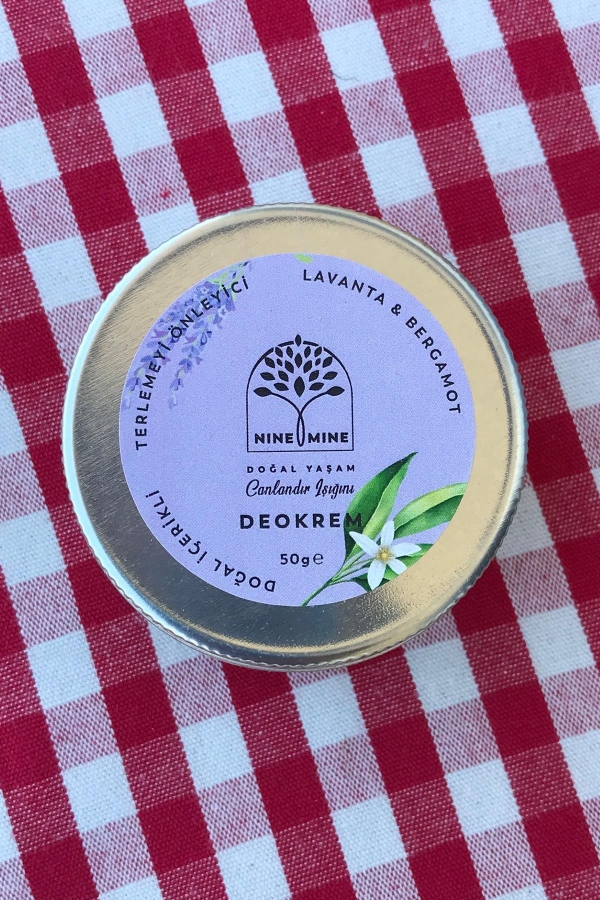 TERLEMEYİ ÖNLEYİCİ
LAVANTA & BERGAMOT
NINE MINE
DOĞAL YAŞAM
Canlandır Işığını
DEOKREM
50g℮
DOĞAL İÇERİKLİ